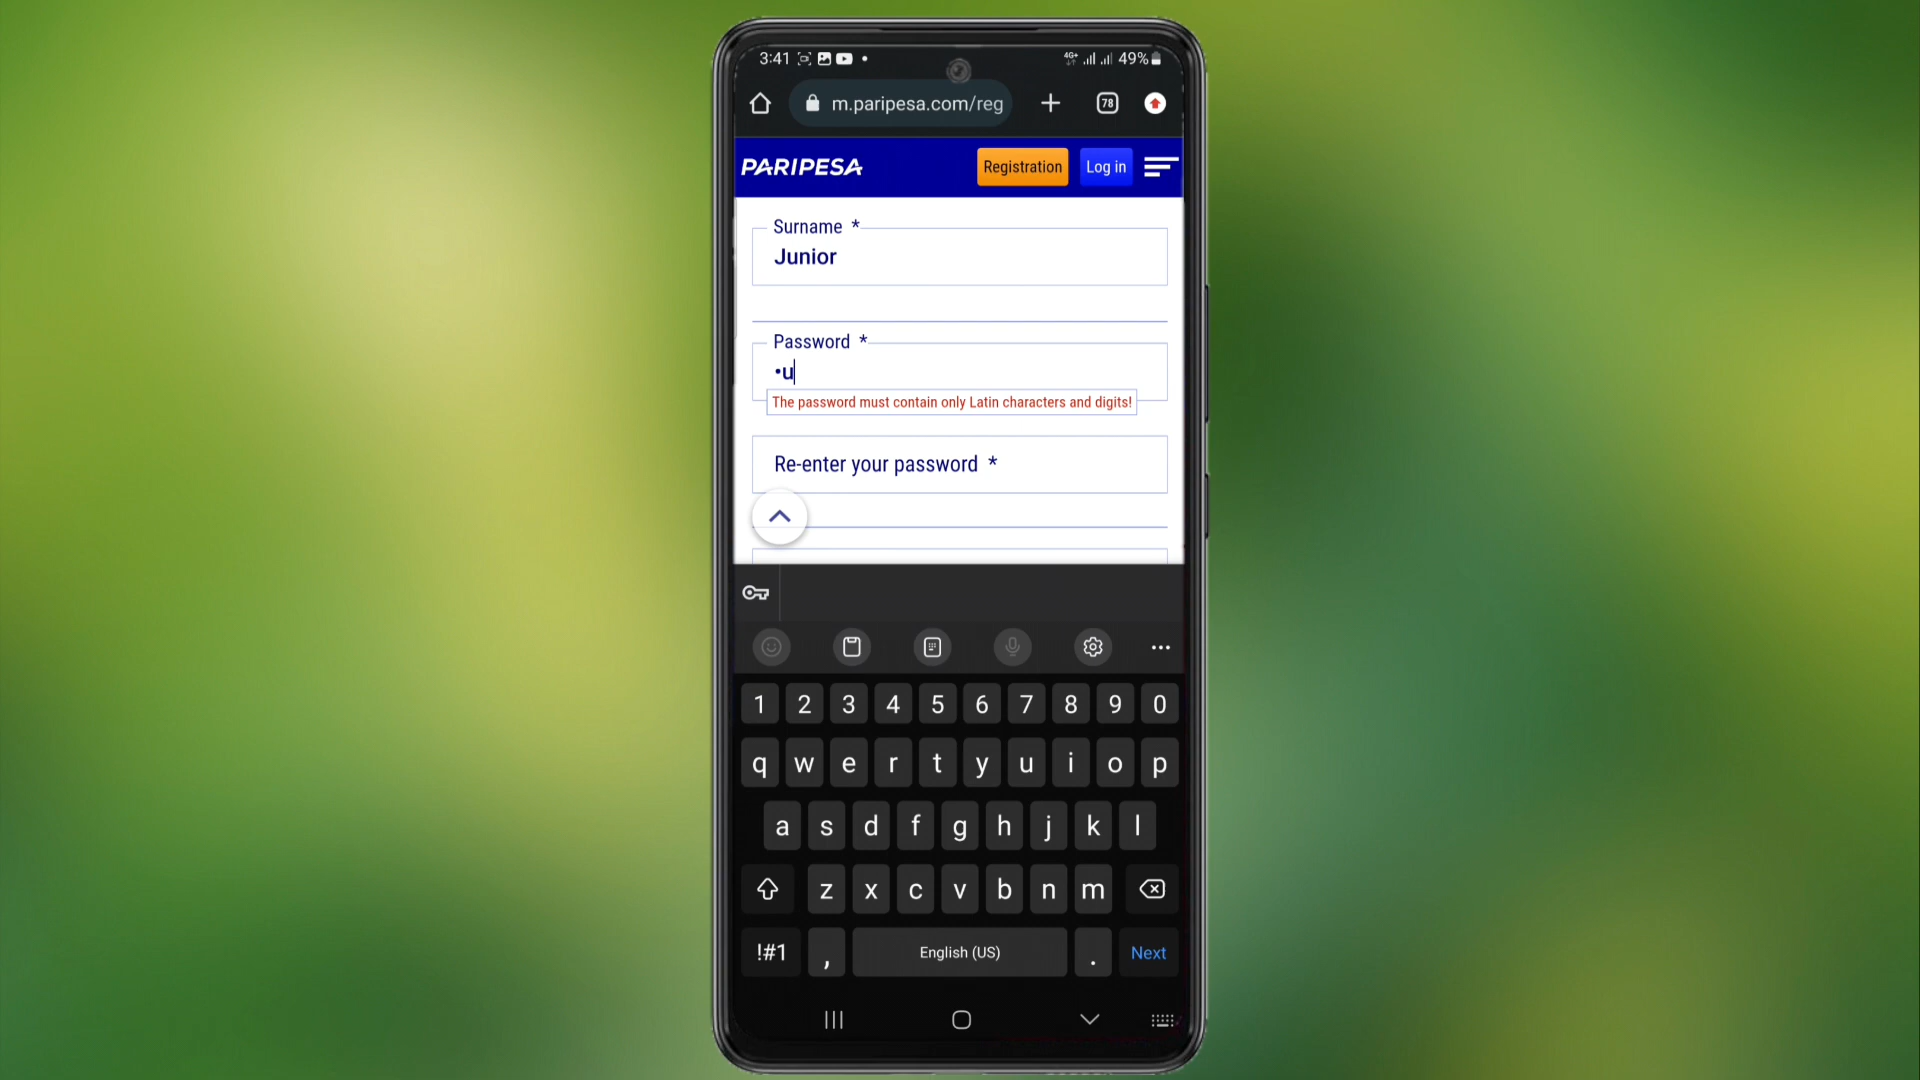 3:41 4G+ 49%
m.paripesa.com/reg 78
PARIPESA Registration Log in
Surname *
Junior
Password *
•u
The password must contain only Latin characters and digits!
Re-enter your password *
1 2 3 4 5 6 7 8 9 0
q w e r t y u i o p
a s d f g h j k l
z x c v b n m
!#1 , English (US) . Next